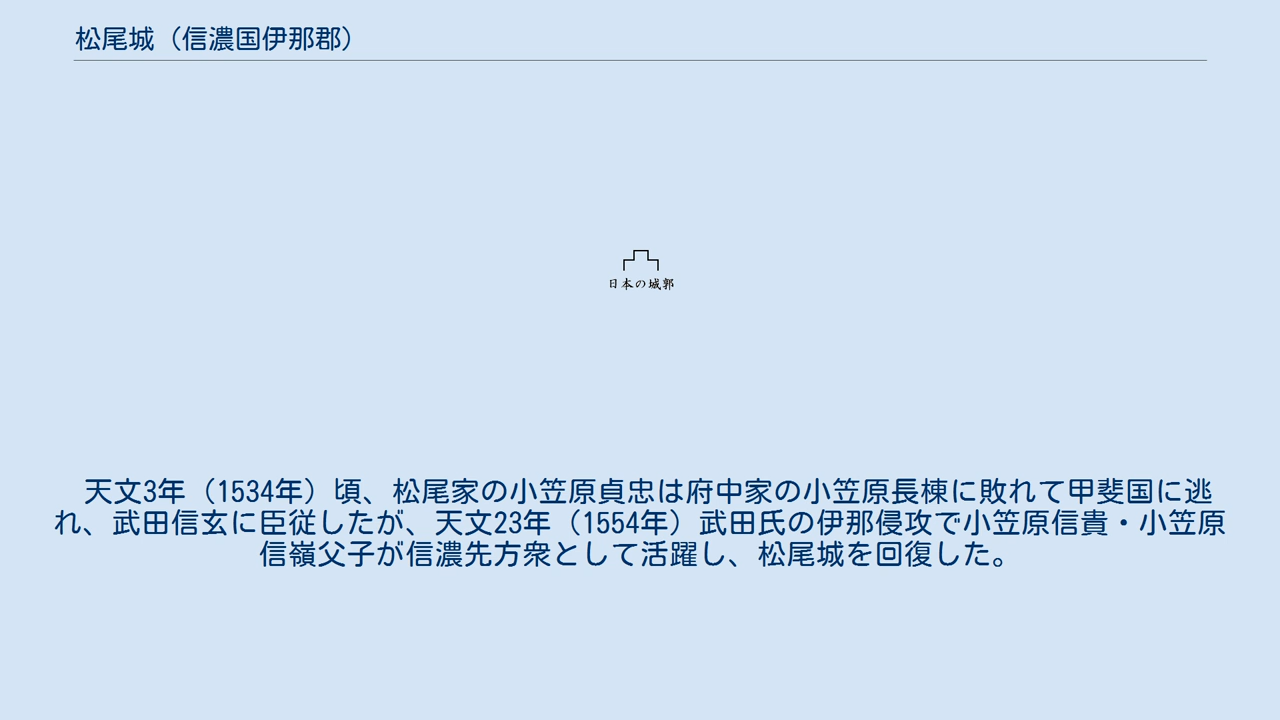 松尾城（信濃国伊那郡）
日本の城郭
天文3年（1534年）頃、松尾家の小笠原貞忠は府中家の小笠原長棟に敗れて甲斐国に逃
れ、武田信玄に臣従したが、天文23年（1554年）武田氏の伊那侵攻で小笠原信貴・小笠原
信嶺父子が信濃先方衆として活躍し、松尾城を回復した。